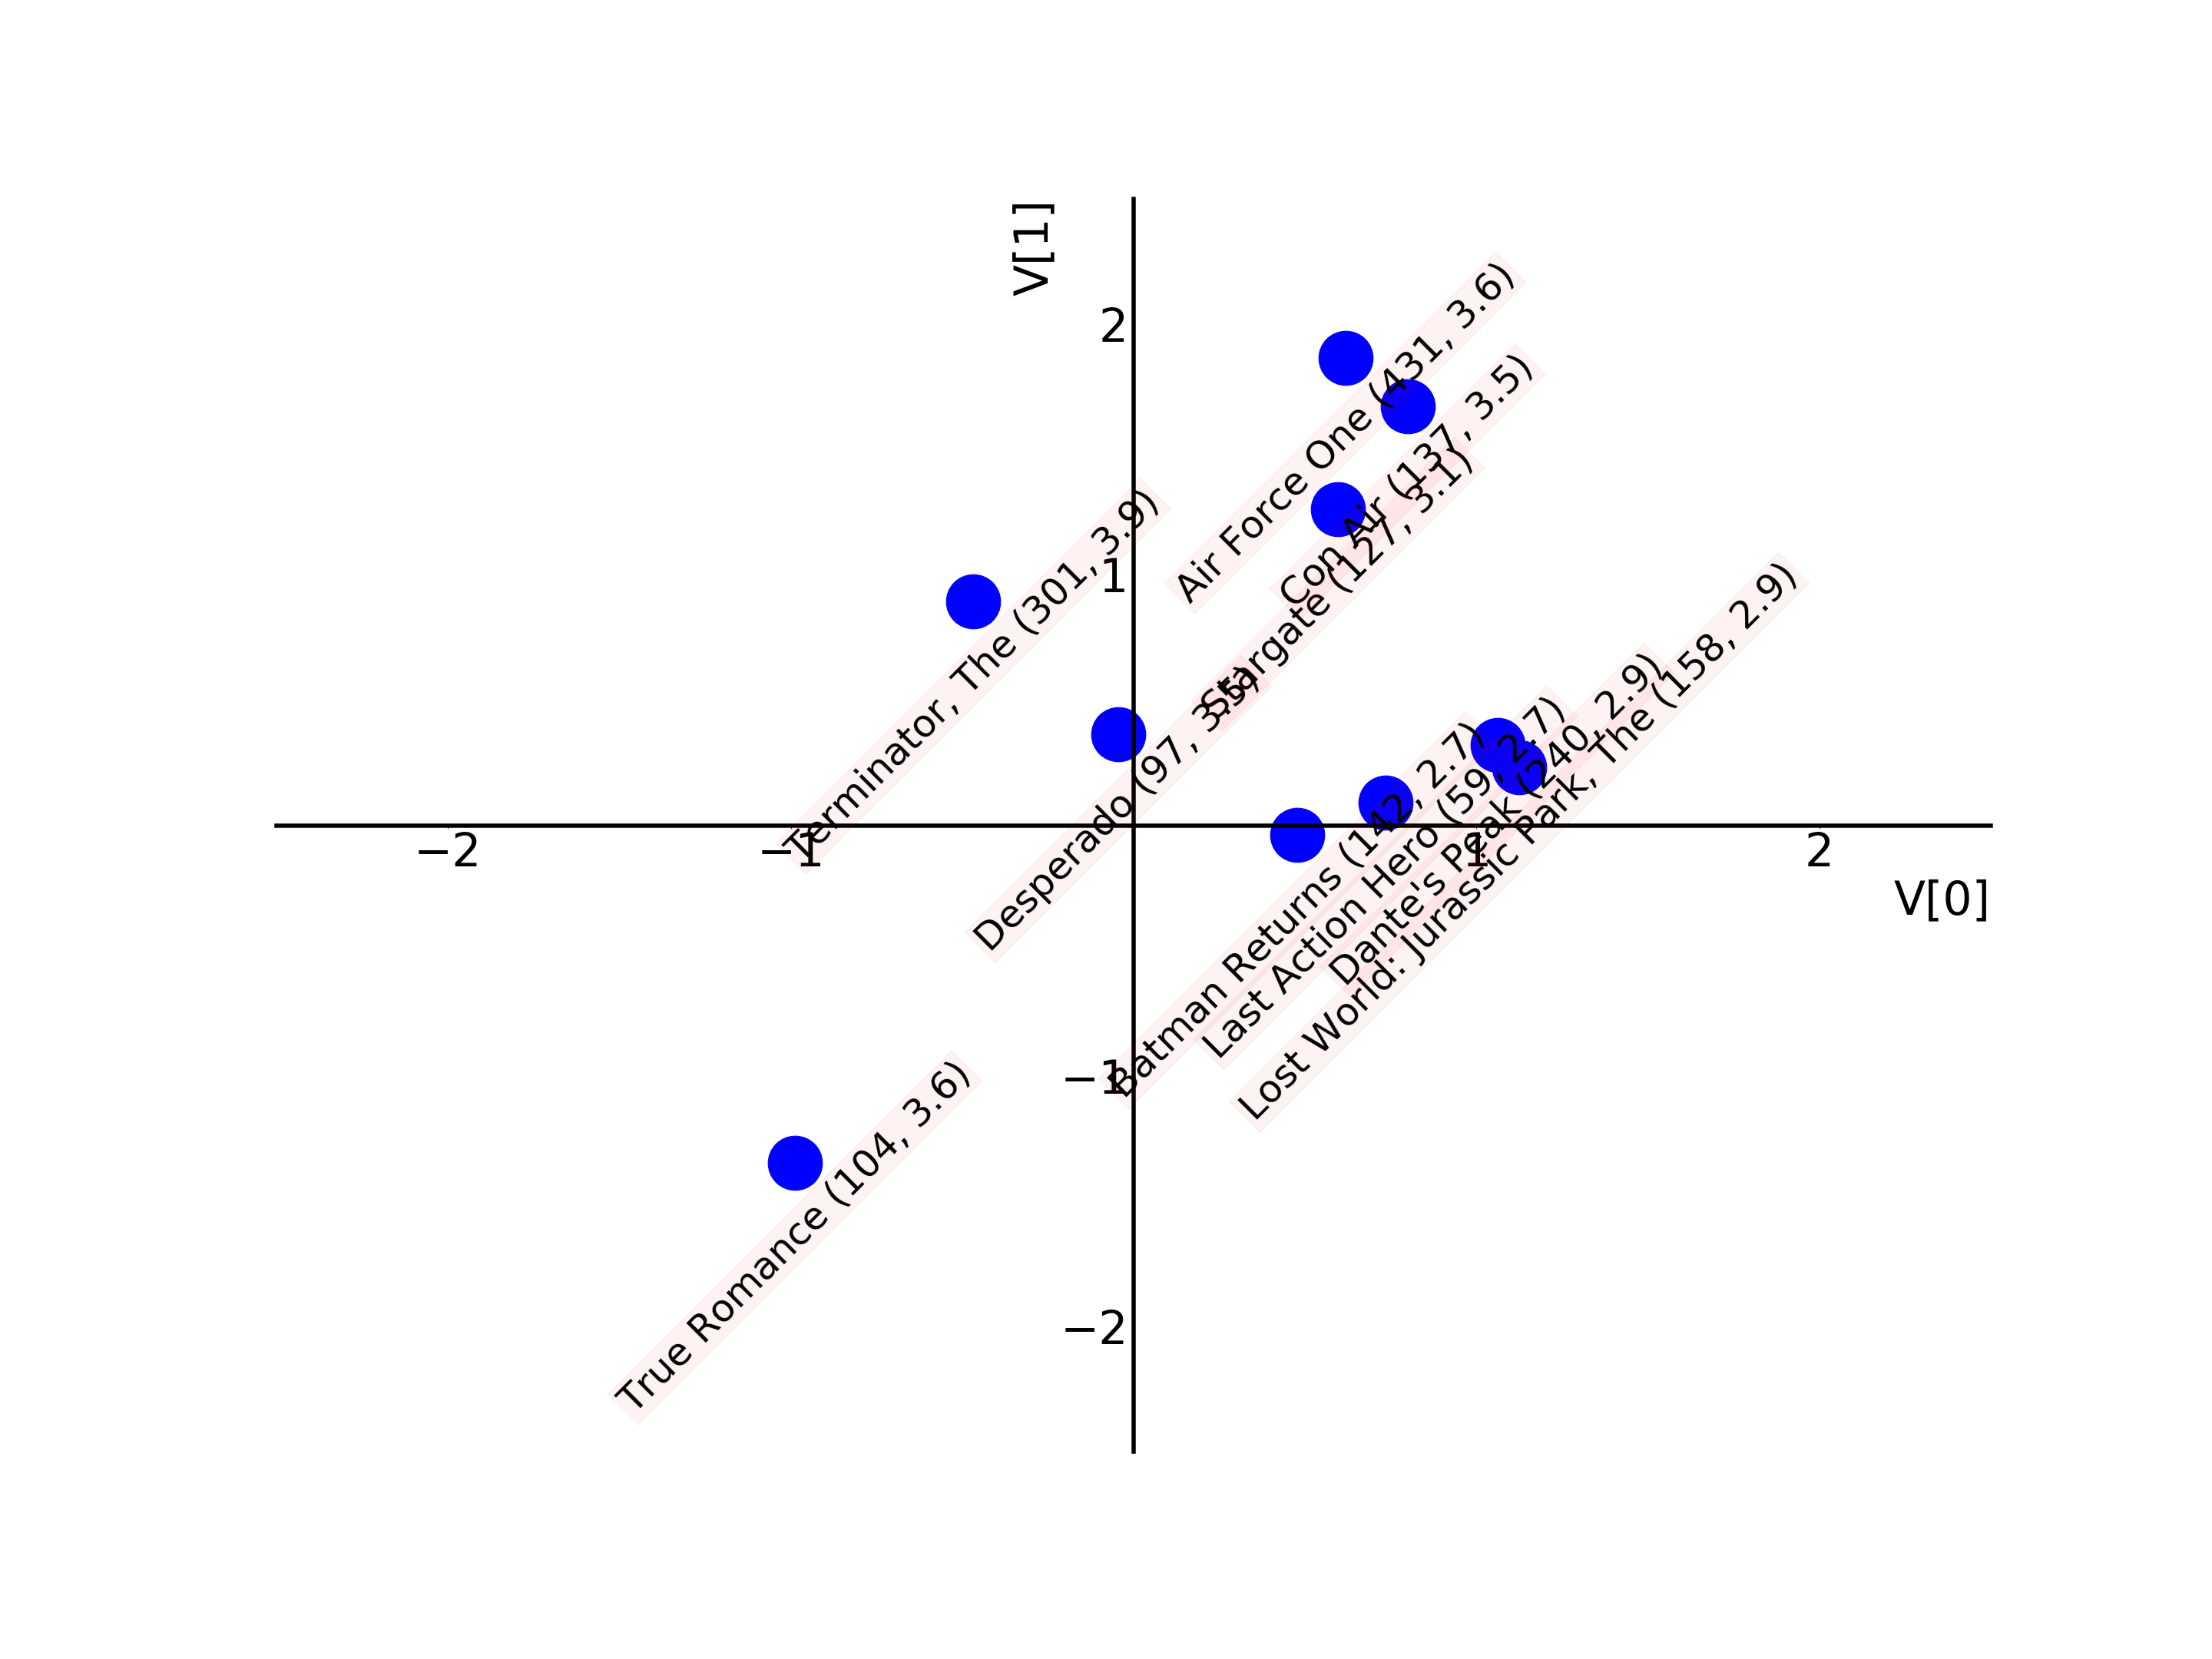 V[1]
2
Air Force One (431, 3.6)
Con Air (137, 3.5)
Stargate (127, 3.1)
Terminator, The (301, 3.9)
1
Desperado (97, 3.5)
Batman Returns (142, 2.7)
Last Action Hero (59, 2.7)
Dante's Peak (240, 2.9)
Lost World: Jurassic Park, The (158, 2.9)
−2
−1
1
2
V[0]
−1
True Romance (104, 3.6)
−2